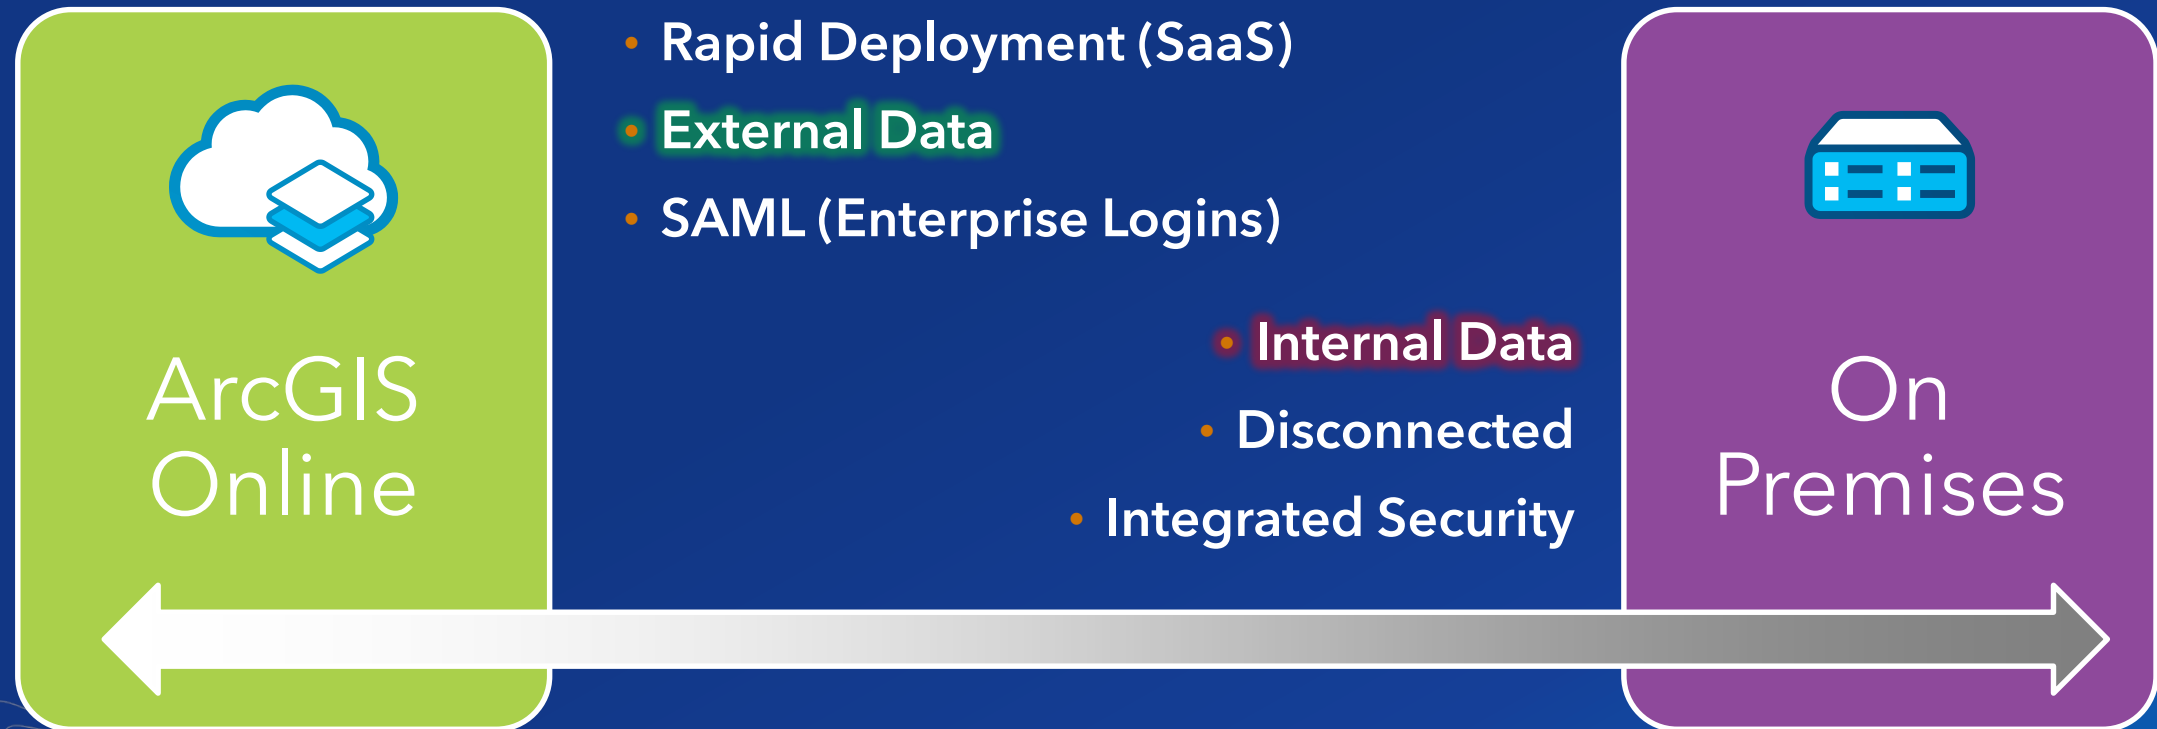 ArcGIS
Online
• Rapid Deployment (SaaS)
• External Data
• SAML (Enterprise Logins)
• Internal Data
• Disconnected
• Integrated Security
On
Premises